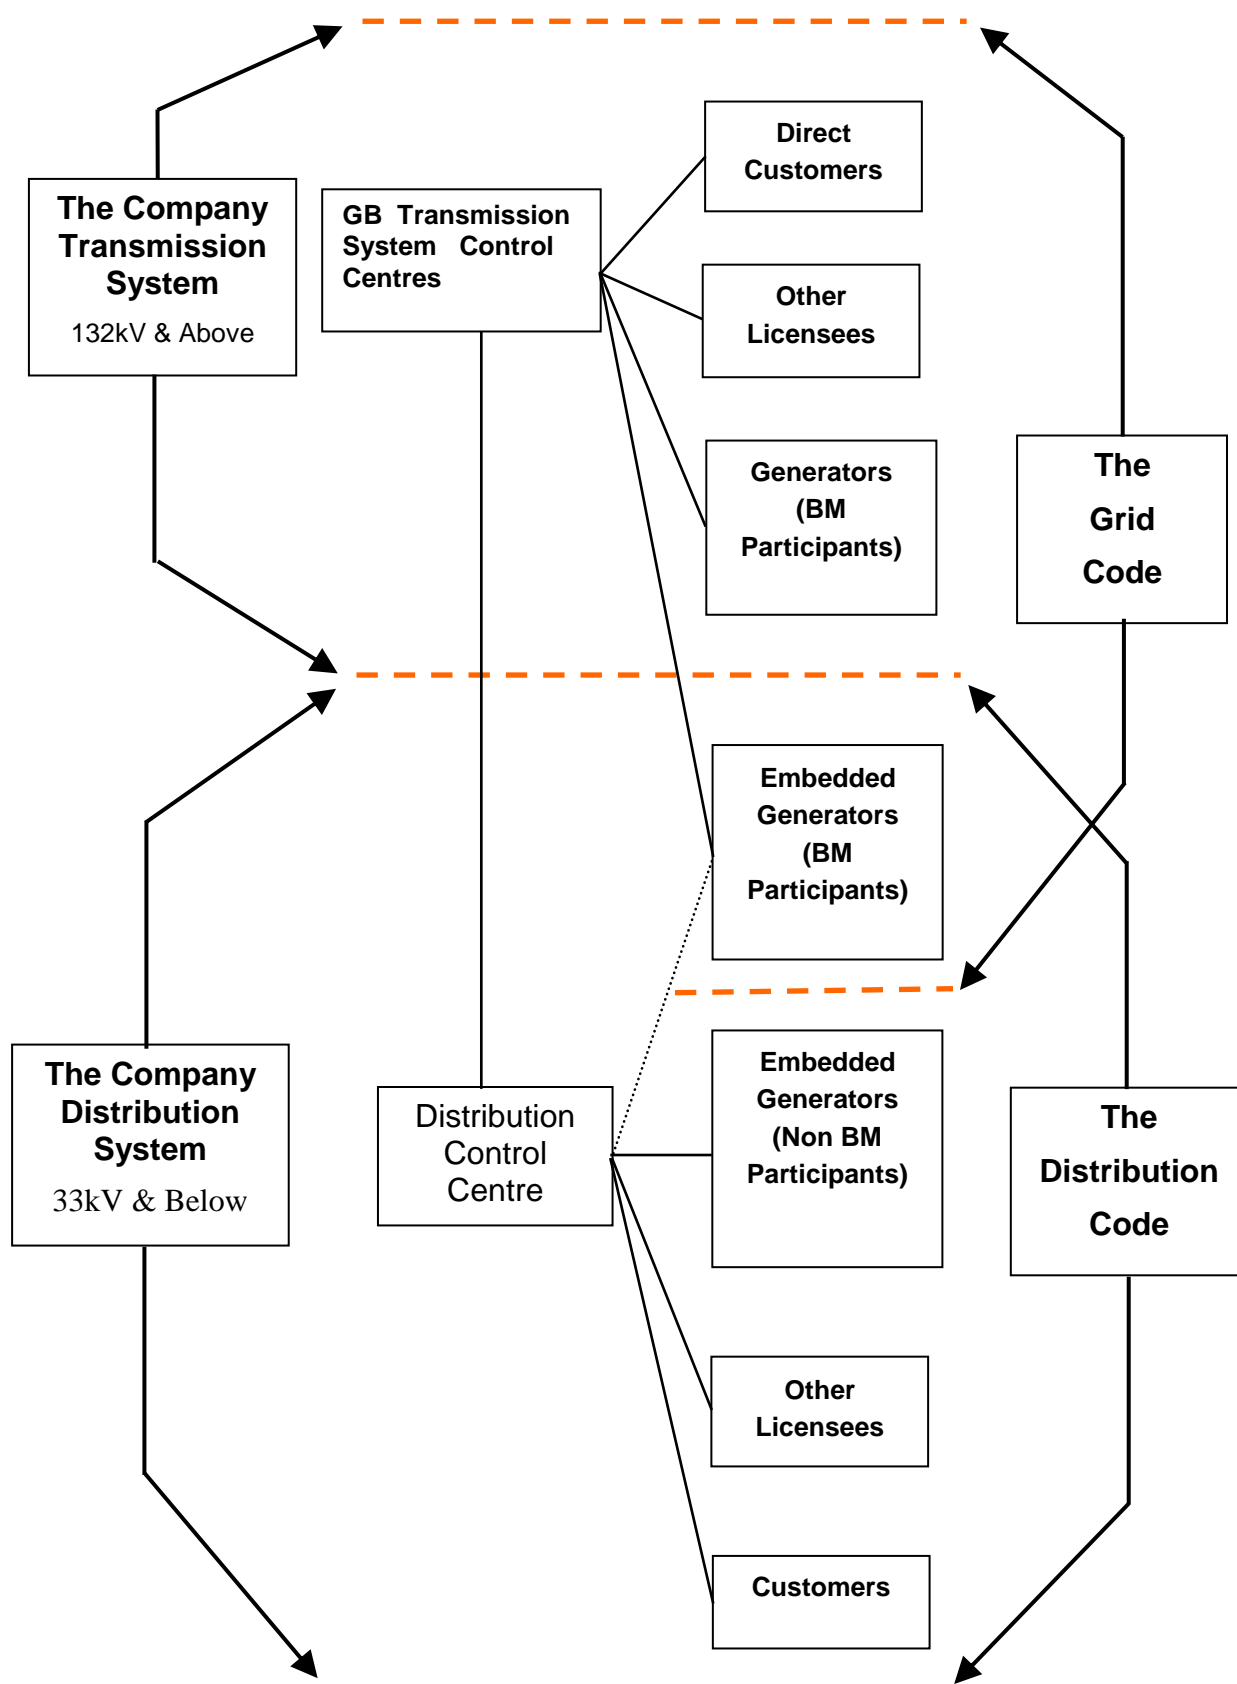 The Company
Transmission
System
132kV & Above
GB Transmission
System Control
Centres
Direct
Customers
Other
Licensees
Generators
(BM
Participants)
The
Grid
Code
Embedded
Generators
(BM
Participants)
The Company
Distribution
System
33kV & Below
Distribution
Control
Centre
Embedded
Generators
(Non BM
Participants)
The
Distribution
Code
Other
Licensees
Customers